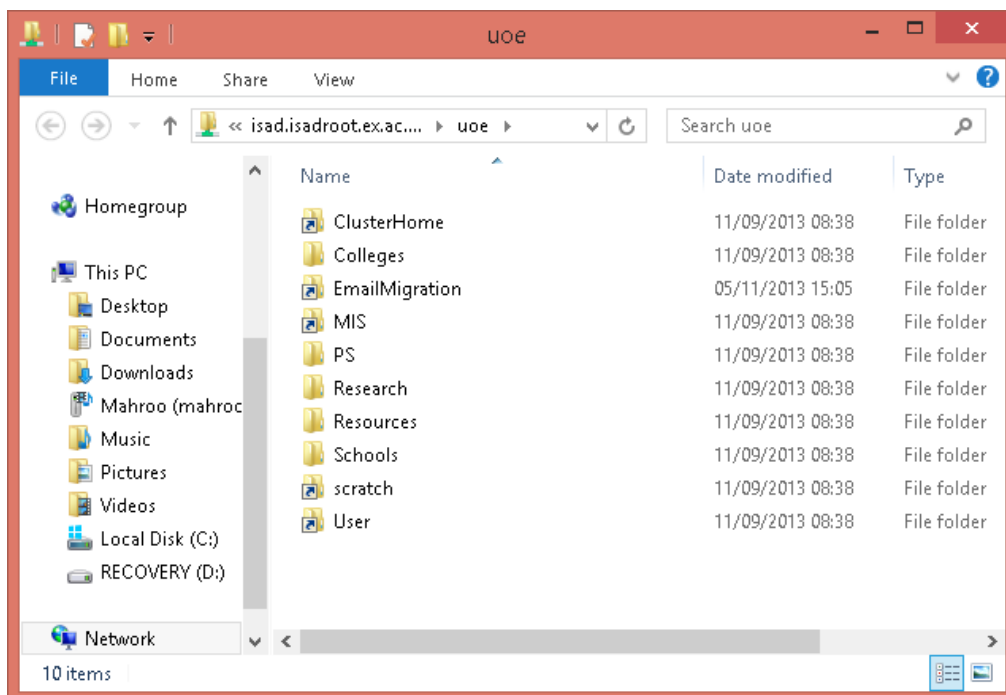 uoe
File Home Share View
« isad.isadroot.ex.ac.... uoe Search uoe
Name Date modified Type
Homegroup
This PC
Desktop
Documents
Downloads
Mahroo (mahroc
Music
Pictures
Videos
Local Disk (C:)
RECOVERY (D:)
Network
ClusterHome 11/09/2013 08:38 File folder
Colleges 11/09/2013 08:38 File folder
EmailMigration 05/11/2013 15:05 File folder
MIS 11/09/2013 08:38 File folder
PS 11/09/2013 08:38 File folder
Research 11/09/2013 08:38 File folder
Resources 11/09/2013 08:38 File folder
Schools 11/09/2013 08:38 File folder
scratch 11/09/2013 08:38 File folder
User 11/09/2013 08:38 File folder
10 items